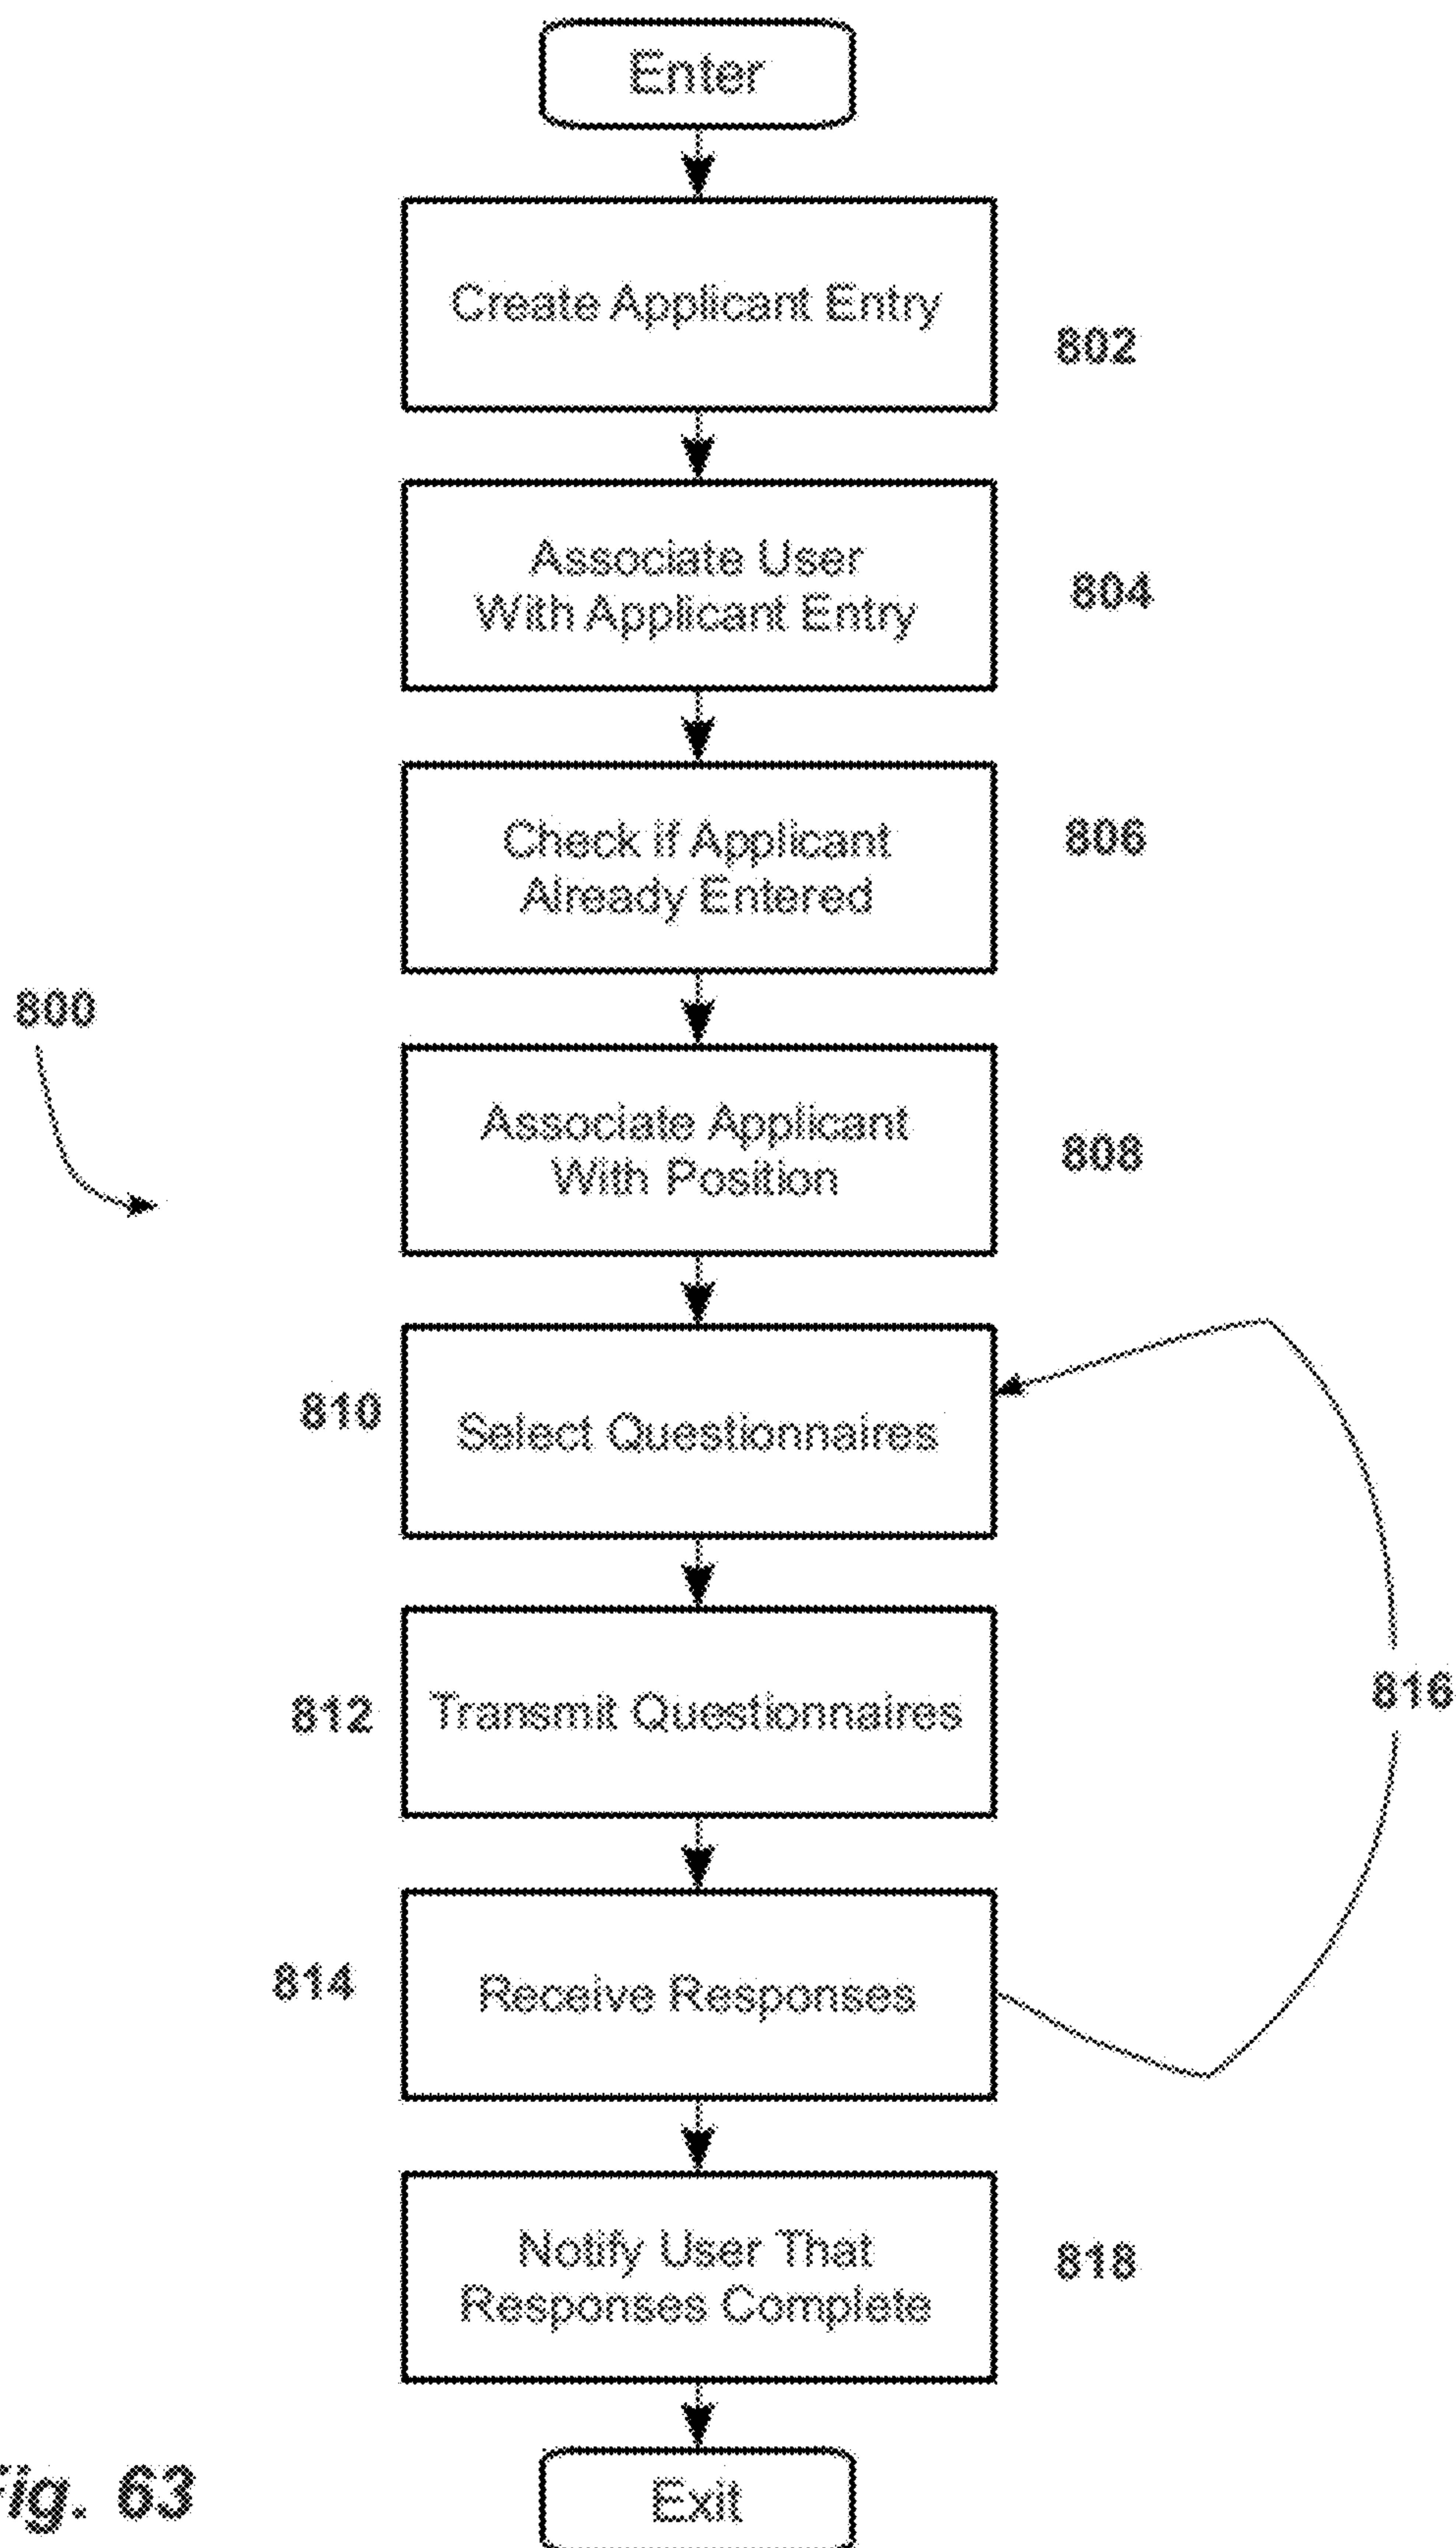 Enter
Create Applicant Entry
802
Associate User
With Applicant Entry
804
Check if Applicant
Already Entered
806
800
Associate Applicant
With Position
808
810
Select Questionnaires
812
Transmit Questionnaires
816
814
Receive Responses
Notify User That
Responses Complete
818
Fig. 63
Exit